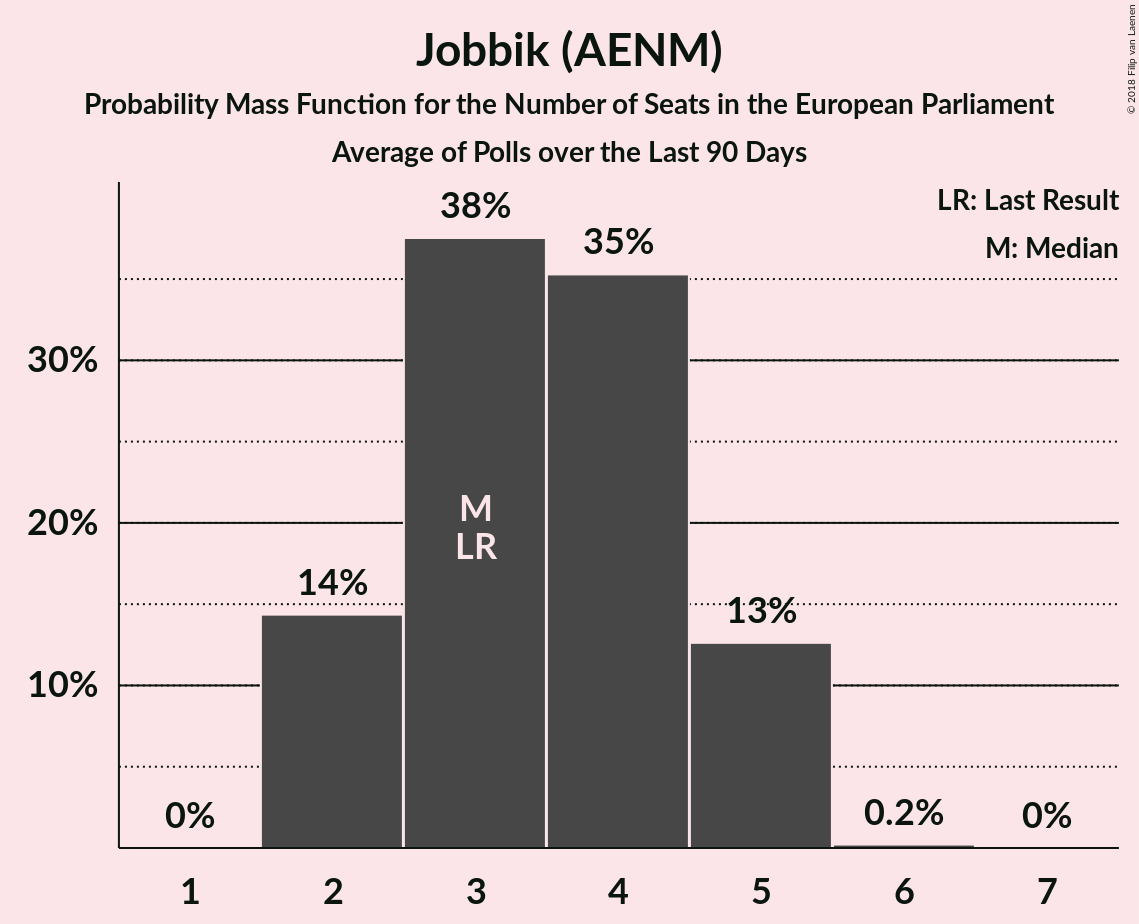 Jobbik (AENM)
Probability Mass Function for the Number of Seats in the European Parliament
Average of Polls over the Last 90 Days
© 2018 Filip van Laenen
LR: Last Result
M: Median
38%
35%
30%
20%
10%
M
LR
14%
13%
0%
0.2%
0%
1 2 3 4 5 6 7